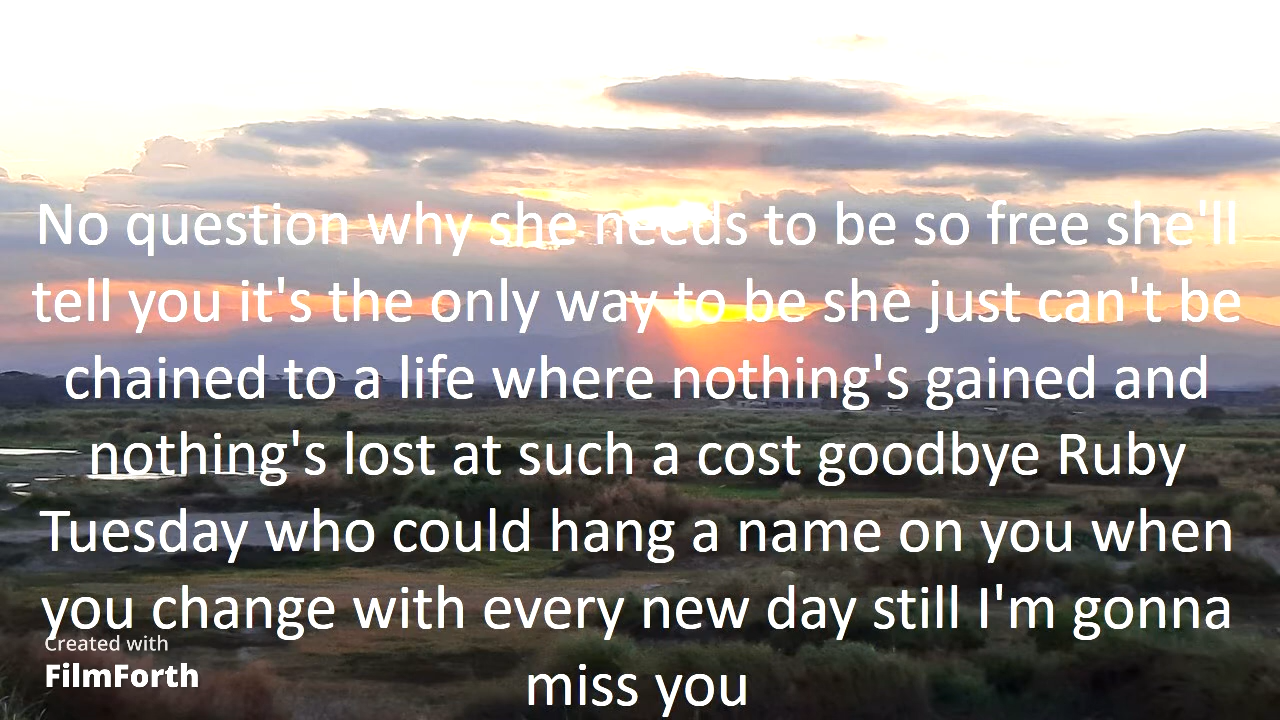 No question why she needs to be so free she'll
tell you it's the only way to be she just can't be
chained to a life where nothing's gained and
nothing's lost at such a cost goodbye Ruby
Tuesday who could hang a name on you when
you change with every new day still I'm gonna
miss you
Created with
FilmForth